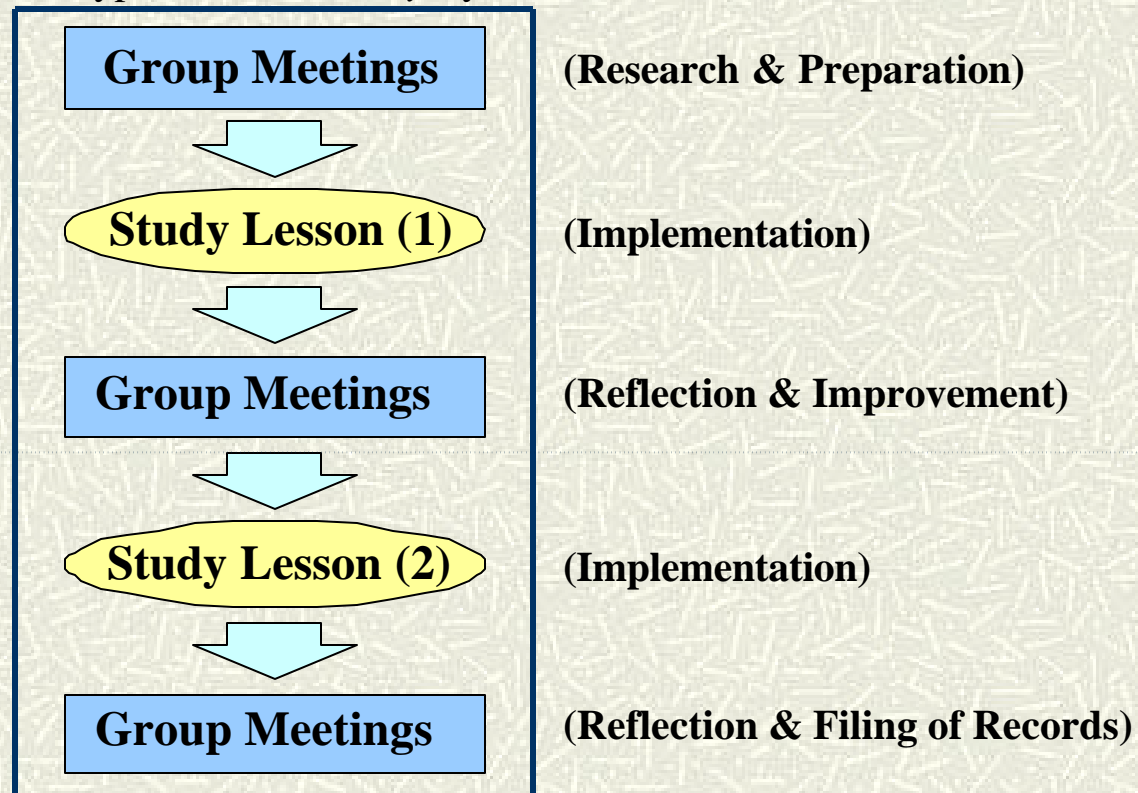 Group Meetings (Research & Preparation)
Study Lesson (1) (Implementation)
Group Meetings (Reflection & Improvement)
Study Lesson (2) (Implementation)
Group Meetings (Reflection & Filing of Records)